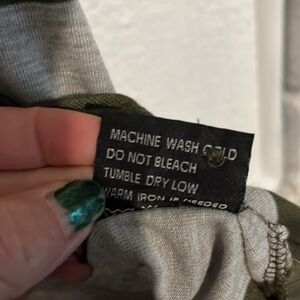 MACHINE WASH COLD
DO NOT BLEACH
TUMBLE DRY LOW
WARM IRON IF NEEDED